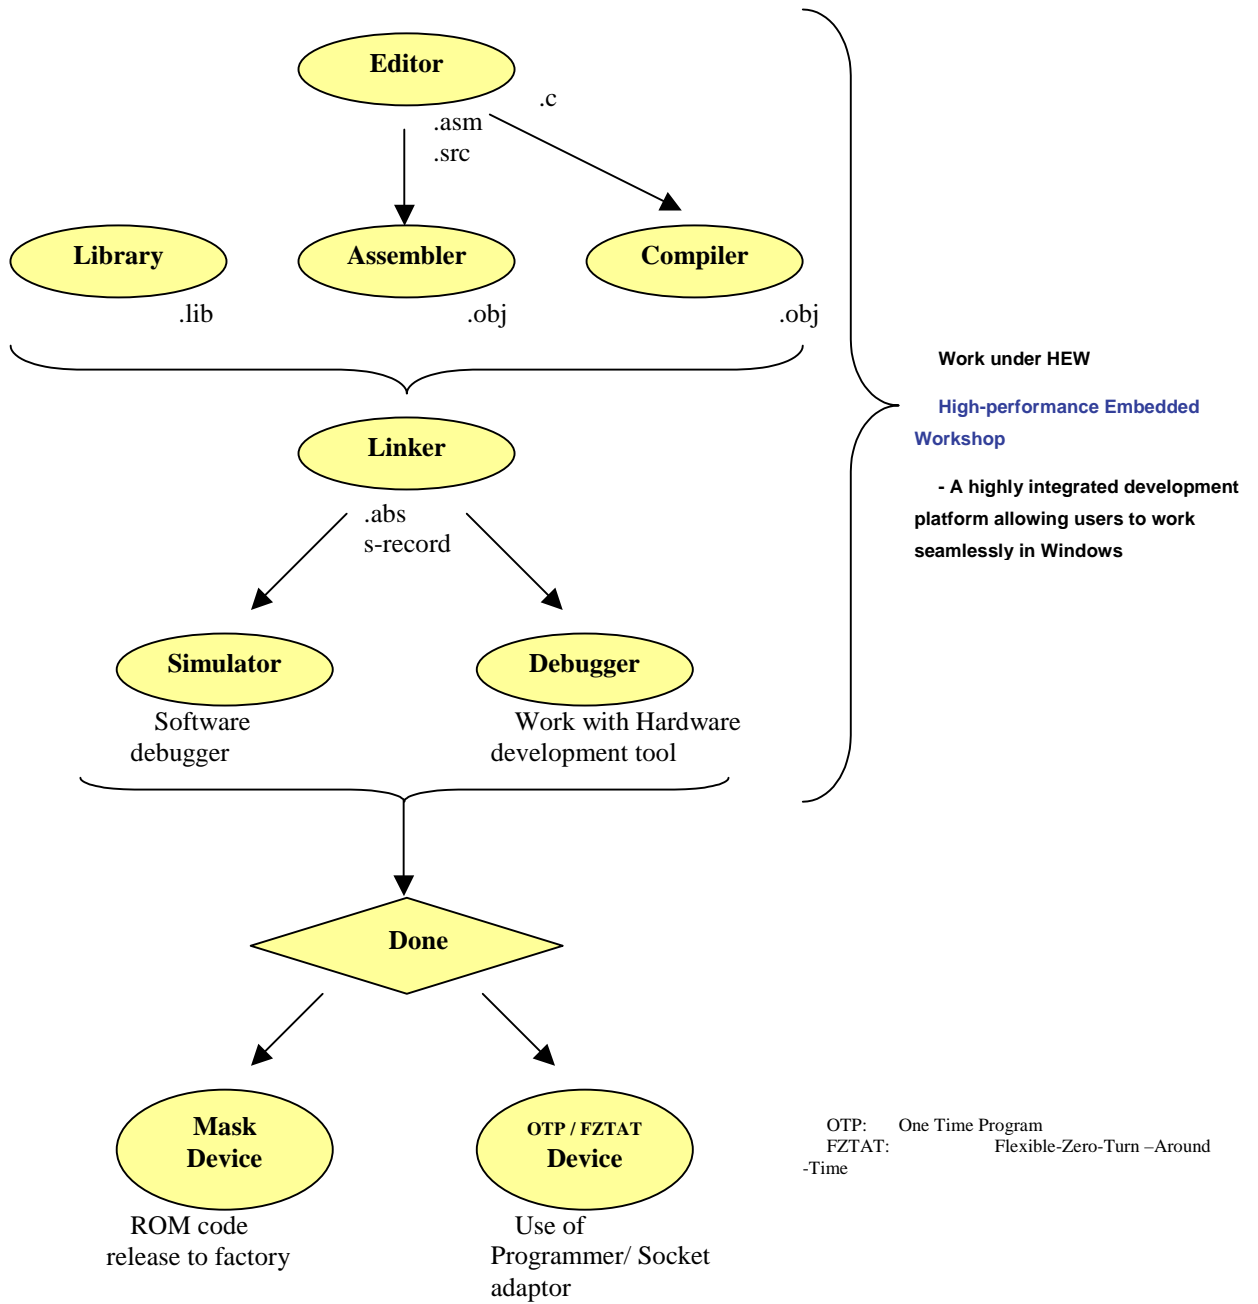 Editor
.c
.asm
.src
Library
Assembler
Compiler
.lib
.obj
.obj
Work under HEW
High-performance Embedded
Workshop
- A highly integrated development
platform allowing users to work
seamlessly in Windows
Linker
.abs
s-record
Simulator
Debugger
Software
debugger
Work with Hardware
development tool
Done
Mask
Device
OTP / FZTAT
Device
OTP: One Time Program
FZTAT: Flexible-Zero-Turn –Around
-Time
ROM code
release to factory
Use of
Programmer/ Socket
adaptor